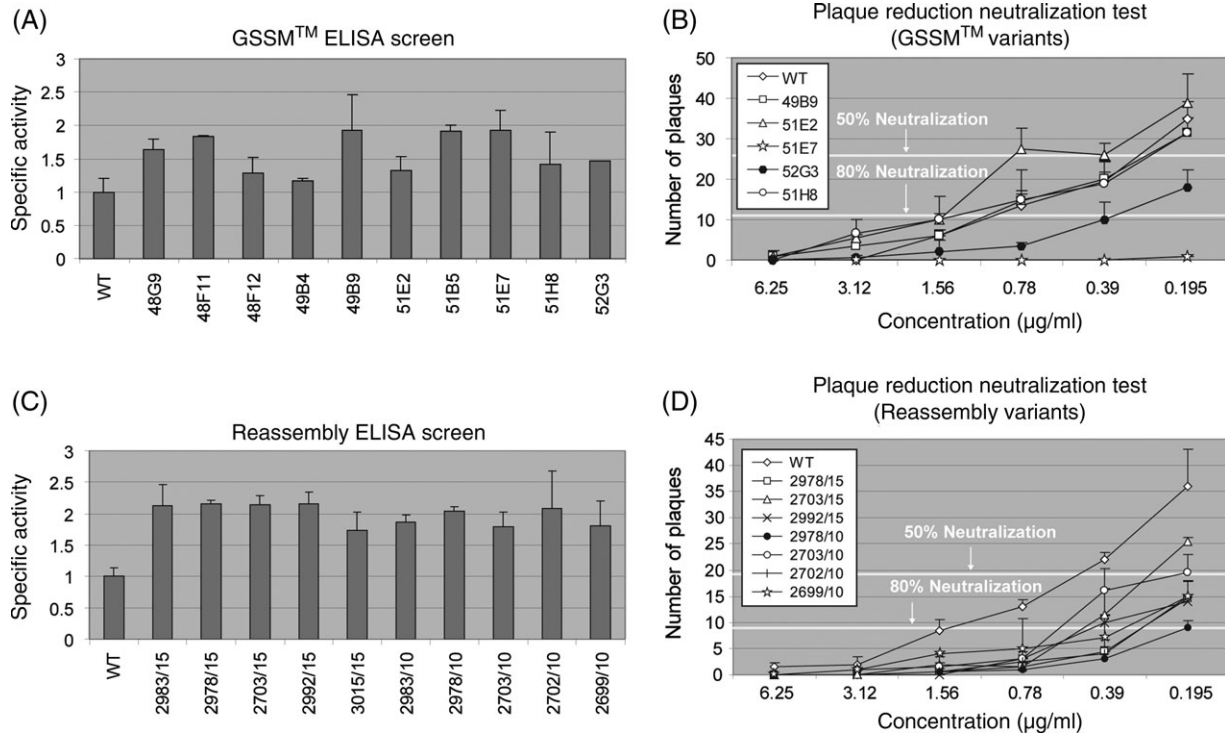 (A)
GSSM™ ELISA screen
Specific activity
3
2.5
2
1.5
1
0.5
0
WT
48G9
48F11
48F12
49B4
49B9
51E2
51B5
51E7
51H8
52G3
(B)
Plaque reduction neutralization test
(GSSM™ variants)
Number of plaques
50
40
30
20
10
0
WT
49B9
51E2
51E7
52G3
51H8
50% Neutralization
80% Neutralization
6.25 3.12 1.56 0.78 0.39 0.195
Concentration (µg/ml)
(C)
Reassembly ELISA screen
Specific activity
3
2.5
2
1.5
1
0.5
0
WT
2983/15
2978/15
2703/15
2992/15
3015/15
2983/10
2978/10
2703/10
2702/10
2699/10
(D)
Plaque reduction neutralization test
(Reassembly variants)
Number of plaques
45
40
35
30
25
20
15
10
5
0
WT
2978/15
2703/15
2992/15
2978/10
2703/10
2702/10
2699/10
50% Neutralization
80% Neutralization
6.25 3.12 1.56 0.78 0.39 0.195
Concentration (µg/ml)